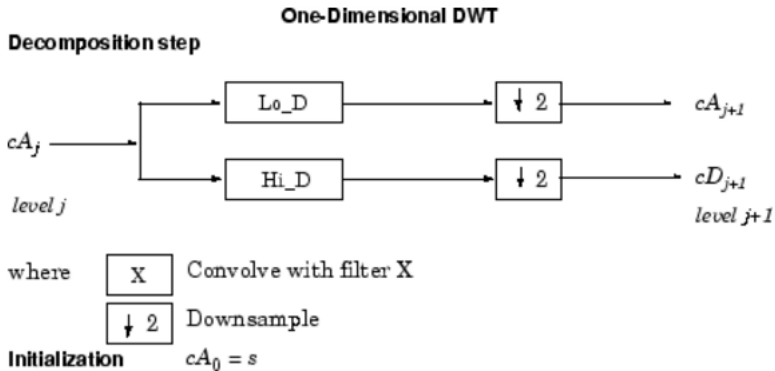 One-Dimensional DWT
Decomposition step
Lo_D
↓ 2
cA_{j+1}
cA_j
Hi_D
↓ 2
cD_{j+1}
level j
level j+1
where
X
Convolve with filter X
↓ 2
Downsample
Initialization
cA_0 = s